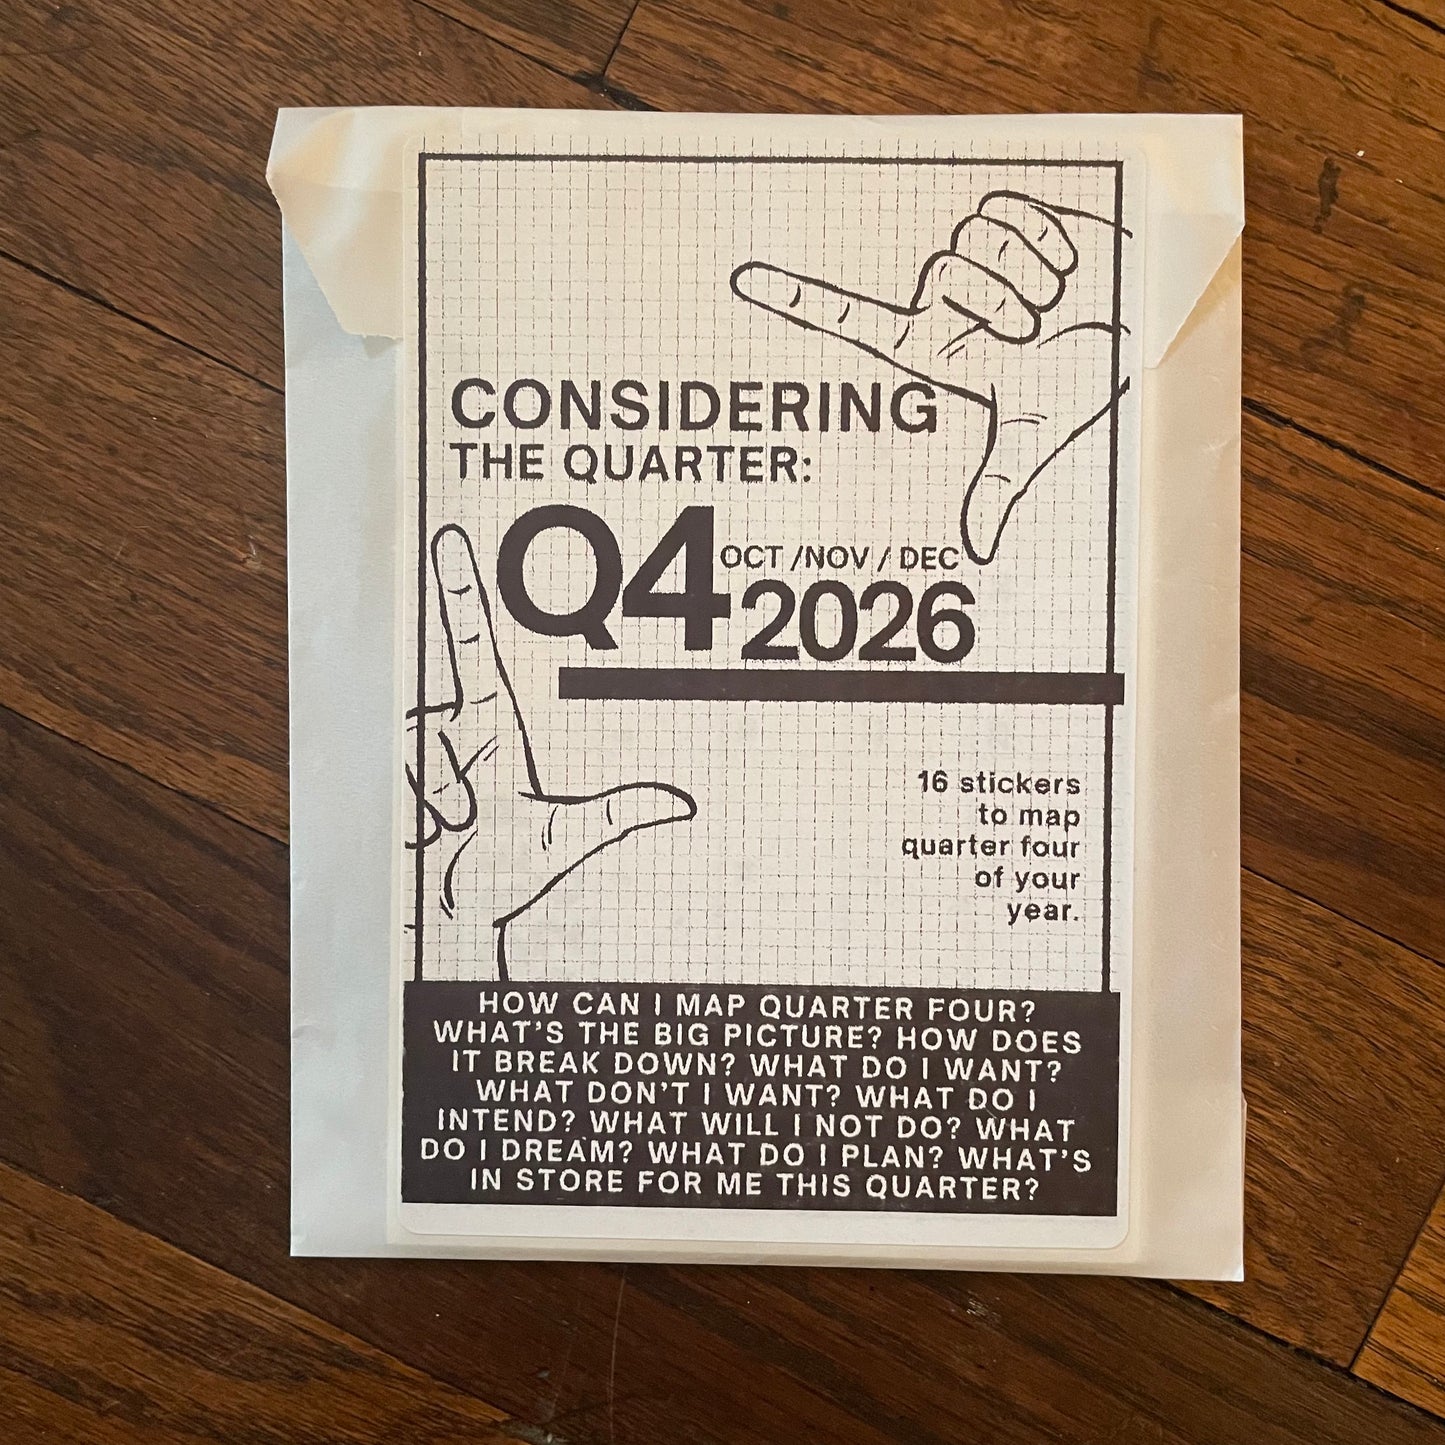 CONSIDERING
THE QUARTER:
Q4 OCT /NOV / DEC
2026
16 stickers
to map
quarter four
of your
year.
HOW CAN I MAP QUARTER FOUR?
WHAT'S THE BIG PICTURE? HOW DOES
IT BREAK DOWN? WHAT DO I WANT?
WHAT DON'T I WANT? WHAT DO I
INTEND? WHAT WILL I NOT DO? WHAT
DO I DREAM? WHAT DO I PLAN? WHAT'S
IN STORE FOR ME THIS QUARTER?